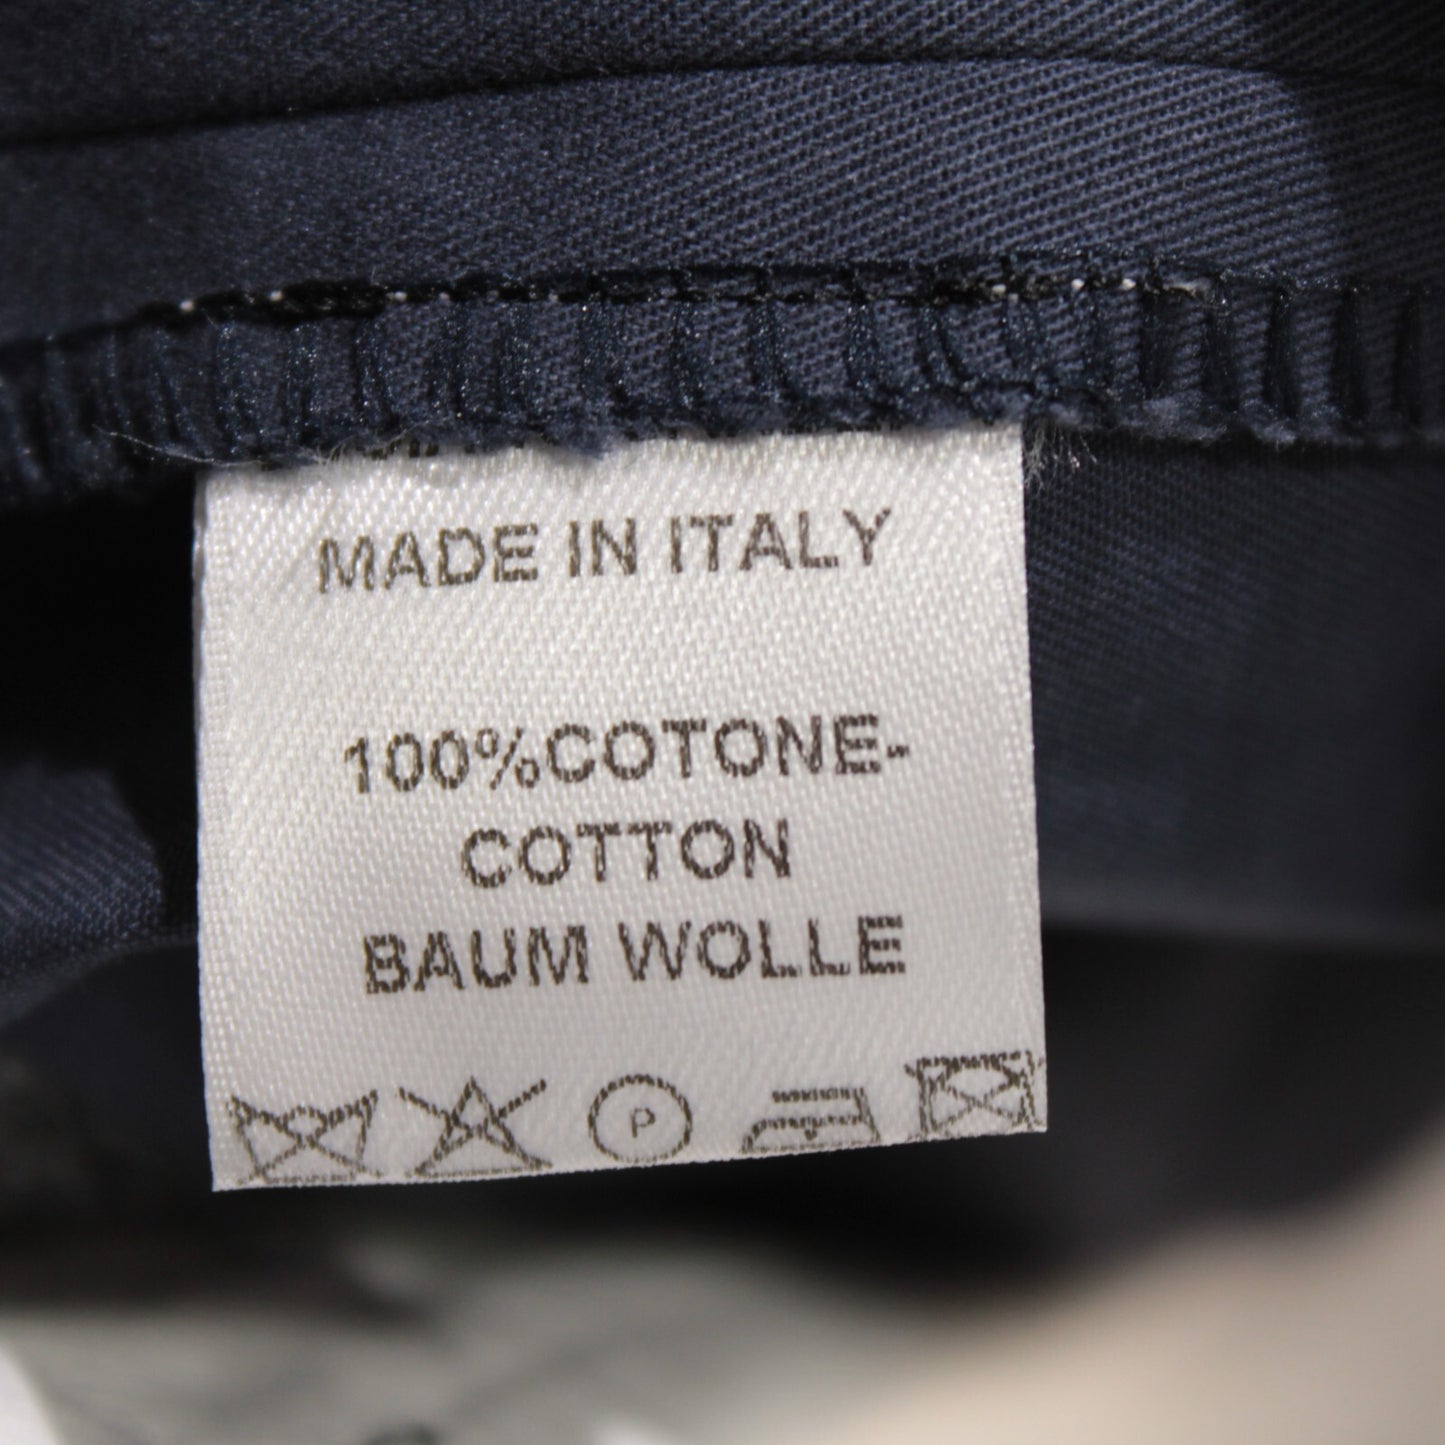 MADE IN ITALY
100%COTONE-
COTTON
BAUM WOLLE
P